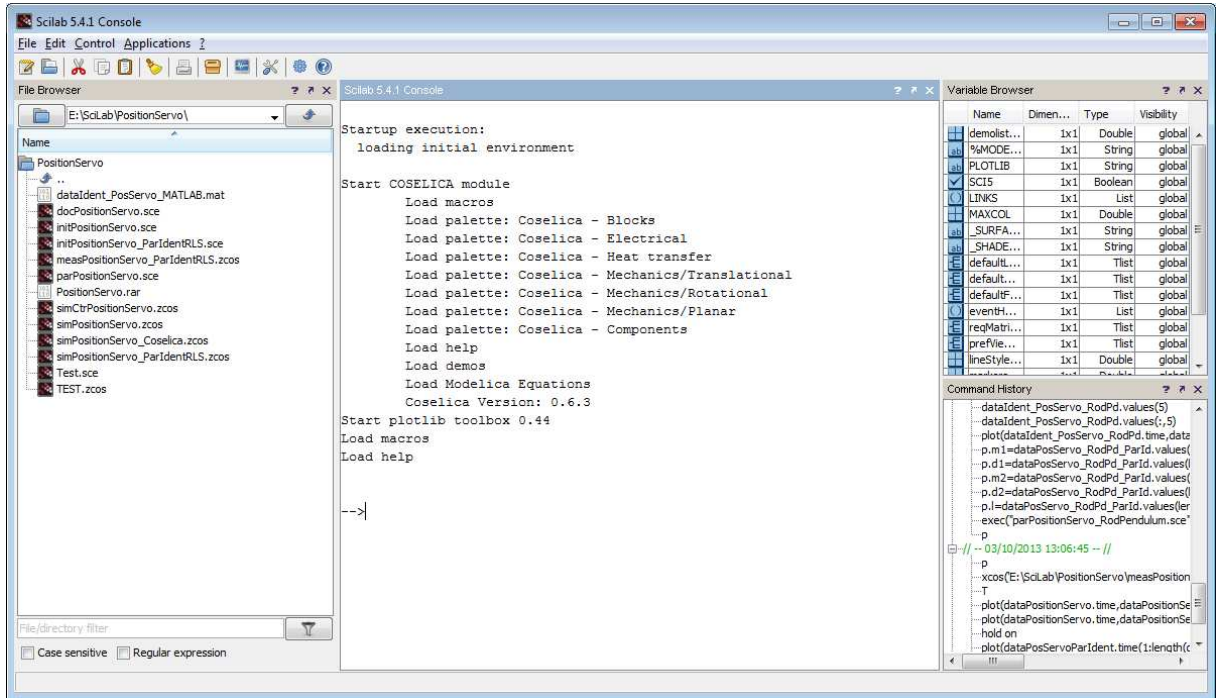 Scilab 5.4.1 Console
File Edit Control Applications ?
File Browser
E:\SciLab\PositionServo\
Name
PositionServo
..
dataIdent_PosServo_MATLAB.mat
docPositionServo.sce
initPositionServo.sce
initPositionServo_ParIdentRLS.sce
measPositionServo_ParIdentRLS.zcos
parPositionServo.sce
PositionServo.rar
simCtrPositionServo.zcos
simPositionServo.zcos
simPositionServo_Coselica.zcos
simPositionServo_ParIdentRLS.zcos
Test.sce
TEST.zcos
File/directory filter
Case sensitive Regular expression
Scilab 5.4.1 Console
Startup execution:
loading initial environment
Start COSELICA module
Load macros
Load palette: Coselica - Blocks
Load palette: Coselica - Electrical
Load palette: Coselica - Heat transfer
Load palette: Coselica - Mechanics/Translational
Load palette: Coselica - Mechanics/Rotational
Load palette: Coselica - Mechanics/Planar
Load palette: Coselica - Components
Load help
Load demos
Load Modelica Equations
Coselica Version: 0.6.3
Start plotlib toolbox 0.44
Load macros
Load help
-->
Variable Browser
Name Dimen... Type Visibility
demolist... 1x1 Double global
%MODE... 1x1 String global
PLOTLIB 1x1 String global
SCI5 1x1 Boolean global
LINKS 1x1 List global
MAXCOL 1x1 Double global
_SURFA... 1x1 String global
_SHADE... 1x1 String global
defaultL... 1x1 Tlist global
default... 1x1 Tlist global
defaultF... 1x1 Tlist global
eventH... 1x1 List global
reqMatri... 1x1 Tlist global
prefVie... 1x1 Tlist global
lineStyle... 1x1 Double global
Command History
dataIdent_PosServo_RodPd.values(5)
dataIdent_PosServo_RodPd.values(:,5)
plot(dataIdent_PosServo_RodPd.time,data
p.m1=dataPosServo_RodPd_ParId.values(
p.d1=dataPosServo_RodPd_ParId.values(l
p.m2=dataPosServo_RodPd_ParId.values(
p.d2=dataPosServo_RodPd_ParId.values(l
p.l=dataPosServo_RodPd_ParId.values(ler
exec("parPositionServo_RodPendulum.sce"
p
// -- 03/10/2013 13:06:45 -- //
p
xcos('E:\SciLab\PositionServo\measPosition
T
plot(dataPositionServo.time,dataPositionSe
plot(dataPositionServo.time,dataPositionSe
hold on
plot(dataPosServoParIdent.time(1:length(c